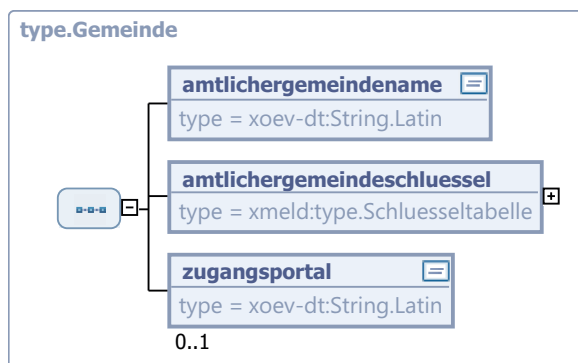 type.Gemeinde
amtlichergemeindename
type = xoev-dt:String.Latin
amtlichergemeindeschluessel
type = xmeld:type.Schluesseltabelle
zugangsportal
type = xoev-dt:String.Latin
0..1